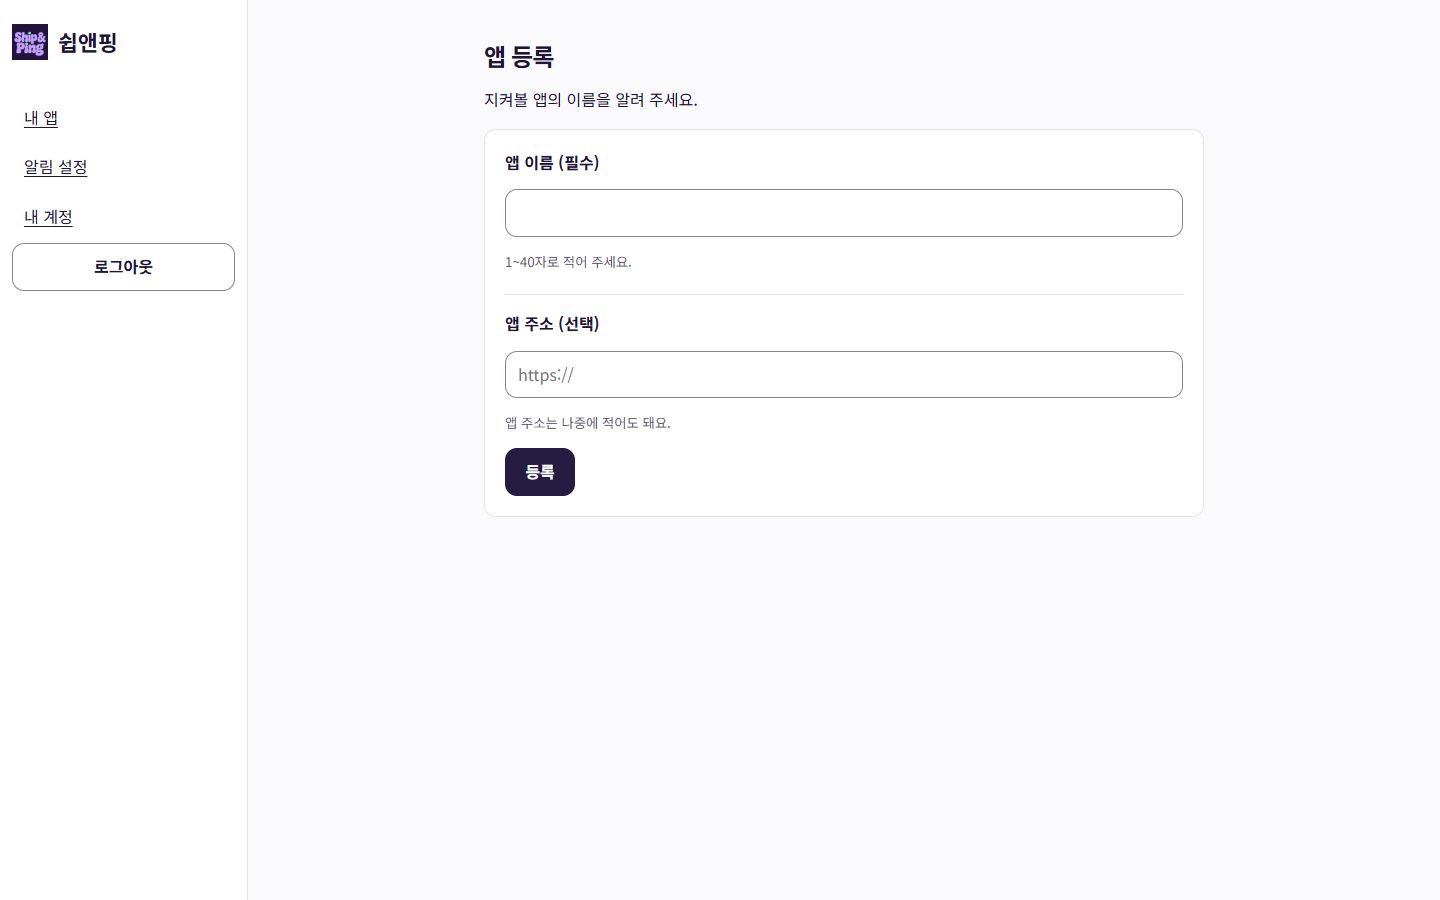 Ship&
Ping
쉽앤핑
내 앱
알림 설정
내 계정
로그아웃
앱 등록
지켜볼 앱의 이름을 알려 주세요.
앱 이름 (필수)
1~40자로 적어 주세요.
앱 주소 (선택)
https://
앱 주소는 나중에 적어도 돼요.
등록